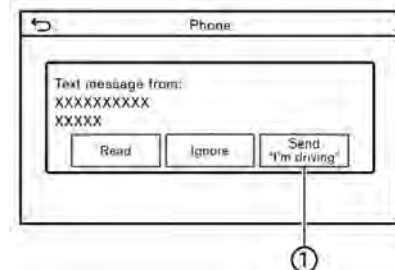 Phone
Text message from:
XXXXXXXXXX
XXXXX
Read
Ignore
Send
"I'm driving"
①